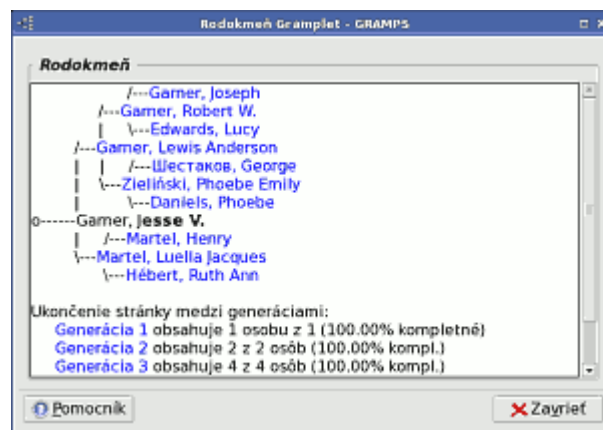 Rodokmeň Gramplet - GRAMPS
Rodokmeň
/---Garner, Joseph
/---Garner, Robert W.
| \---Edwards, Lucy
/---Garner, Lewis Anderson
| | /---Шестаков, George
| \---Zieliński, Phoebe Emily
| \---Daniels, Phoebe
o------Garner, Jesse V.
| /---Martel, Henry
\---Martel, Luella Jacques
\---Hébert, Ruth Ann
Ukončenie stránky medzi generáciami:
Generácia 1 obsahuje 1 osobu z 1 (100.00% kompletné)
Generácia 2 obsahuje 2 z 2 osôb (100.00% kompl.)
Generácia 3 obsahuje 4 z 4 osôb (100.00% kompl.)
Pomocník
Zayrieť